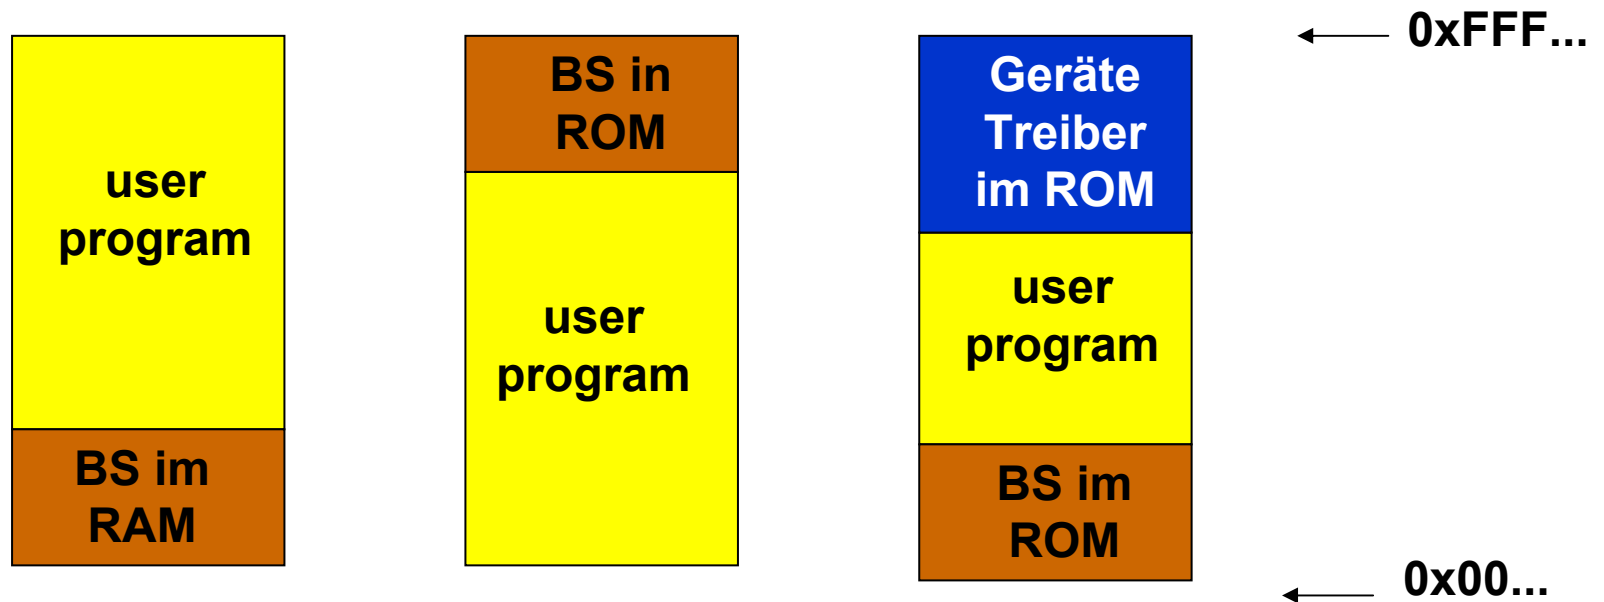 user
program
BS im
RAM
BS in
ROM
user
program
Geräte
Treiber
im ROM
user
program
BS im
ROM
0xFFF...
0x00...